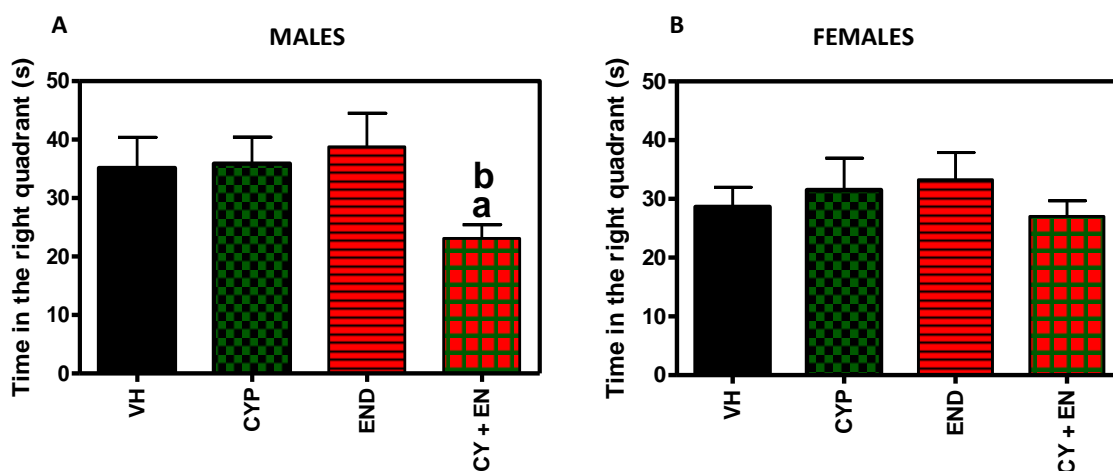 A
MALES
Time in the right quadrant (s)
50
40
30
20
10
0
b
a
VH
CYP
END
CY + EN
B
FEMALES
Time in the right quadrant (s)
50
40
30
20
10
0
VH
CYP
END
CY + EN